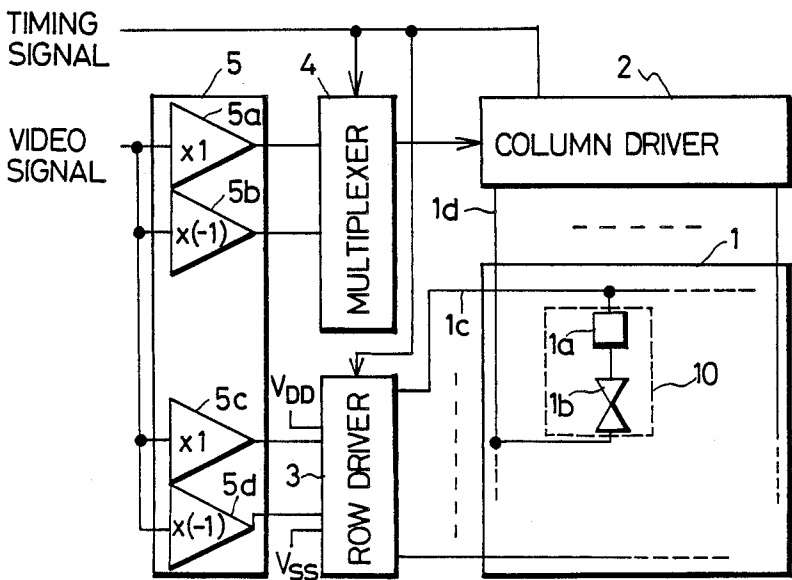 TIMING
SIGNAL
5
4
2
5a
VIDEO
SIGNAL
x1
MULTIPLEXER
COLUMN DRIVER
5b
x(-1)
1d
1
1c
1a
VDD
10
5c
1b
x1
ROW DRIVER
3
5d
x(-1)
VSS